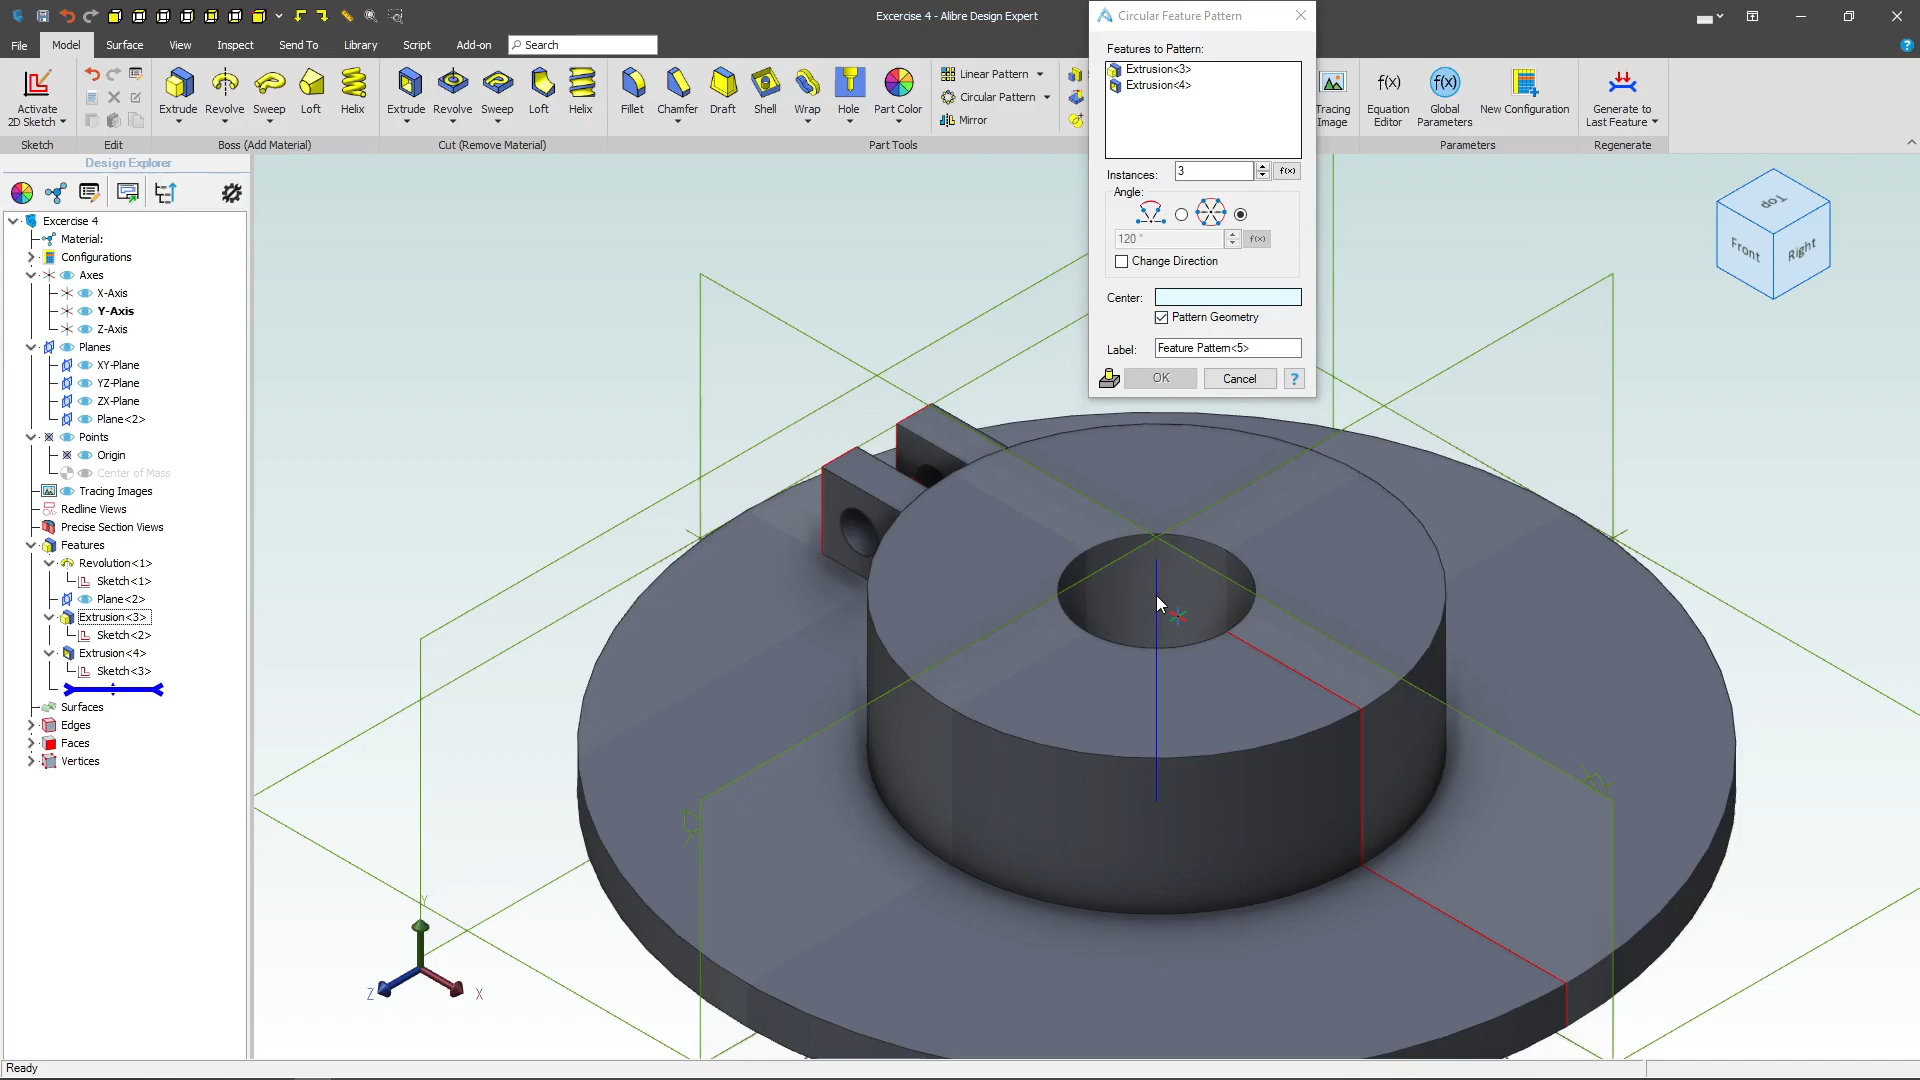 Excercise 4 - Alibre Design Expert
Circular Feature Pattern
File
Model
Surface
View
Inspect
Send To
Library
Script
Add-on
Search
Features to Pattern:
Extrusion<3>
Extrusion<4>
Activate
2D Sketch
Extrude
Revolve
Sweep
Loft
Helix
Extrude
Revolve
Sweep
Loft
Helix
Fillet
Chamfer
Draft
Shell
Wrap
Hole
Part Color
Linear Pattern
Circular Pattern
Mirror
Tracing
Image
f(x)
Equation
Editor
f(x)
Global
Parameters
New Configuration
Generate to
Last Feature
Sketch
Edit
Boss (Add Material)
Cut (Remove Material)
Part Tools
Parameters
Regenerate
Instances:
3
f(x)
Angle:
120 °
f(x)
Change Direction
Center:
Pattern Geometry
Label:
Feature Pattern<5>
OK
Cancel
?
Design Explorer
Excercise 4
Material:
Configurations
Axes
X-Axis
Y-Axis
Z-Axis
Planes
XY-Plane
YZ-Plane
ZX-Plane
Plane<2>
Points
Origin
Center of Mass
Tracing Images
Redline Views
Precise Section Views
Features
Revolution<1>
Sketch<1>
Plane<2>
Extrusion<3>
Sketch<2>
Extrusion<4>
Sketch<3>
Surfaces
Edges
Faces
Vertices
Top
Front
Right
Y
Z
X
Ready